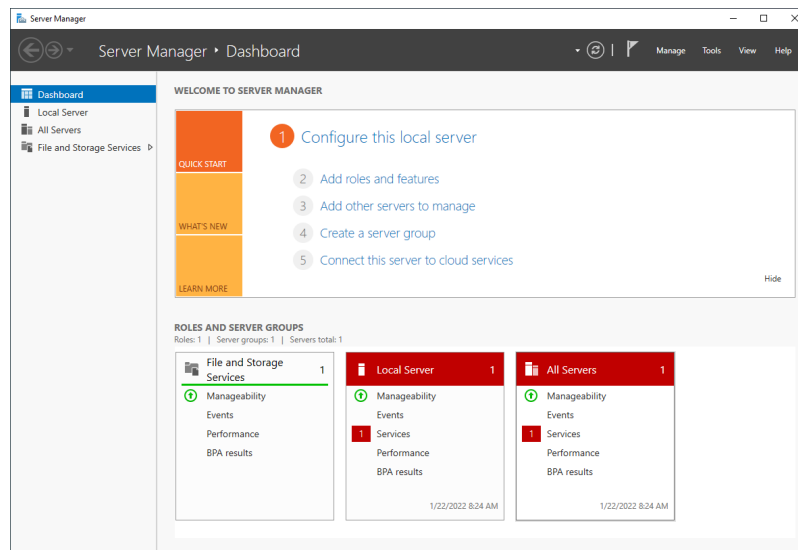 Server Manager
Server Manager • Dashboard
Manage Tools View Help
Dashboard
Local Server
All Servers
File and Storage Services
WELCOME TO SERVER MANAGER
QUICK START
WHAT'S NEW
LEARN MORE
1 Configure this local server
2 Add roles and features
3 Add other servers to manage
4 Create a server group
5 Connect this server to cloud services
Hide
ROLES AND SERVER GROUPS
Roles: 1 | Server groups: 1 | Servers total: 1
File and Storage
Services 1
Manageability
Events
Performance
BPA results
Local Server 1
Manageability
Events
1 Services
Performance
BPA results
1/22/2022 8:24 AM
All Servers 1
Manageability
Events
1 Services
Performance
BPA results
1/22/2022 8:24 AM